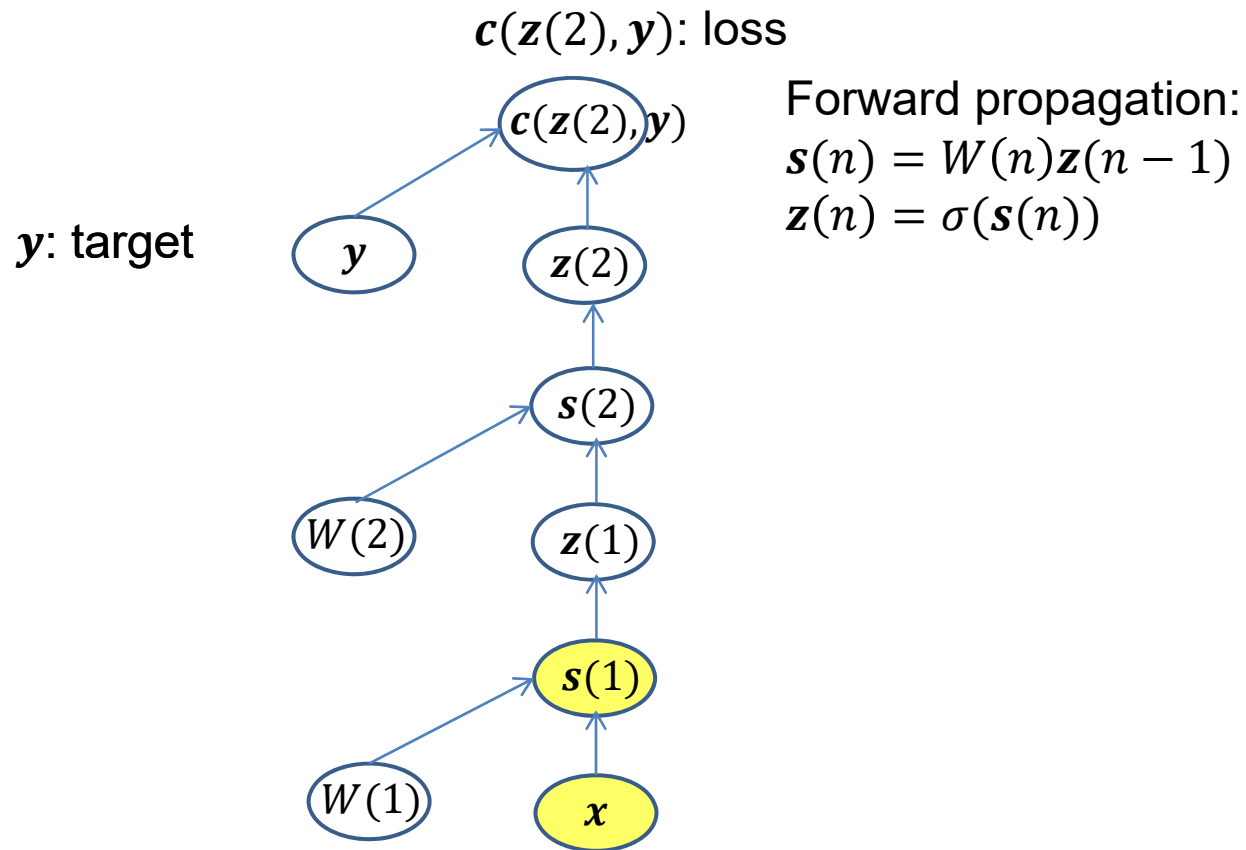 c(z(2), y): loss
Forward propagation:
s(n) = W(n)z(n − 1)
z(n) = σ(s(n))
c(z(2), y)
y: target
y
z(2)
s(2)
W(2)
z(1)
s(1)
W(1)
x